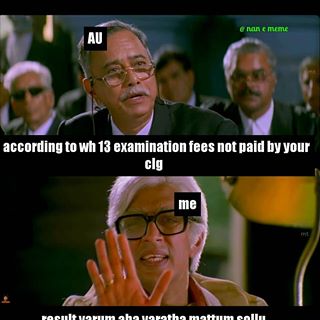 @ nan e meme
AU
according to wh 13 examination fees not paid by your
clg
me
result varum aha varatha mattum sollu